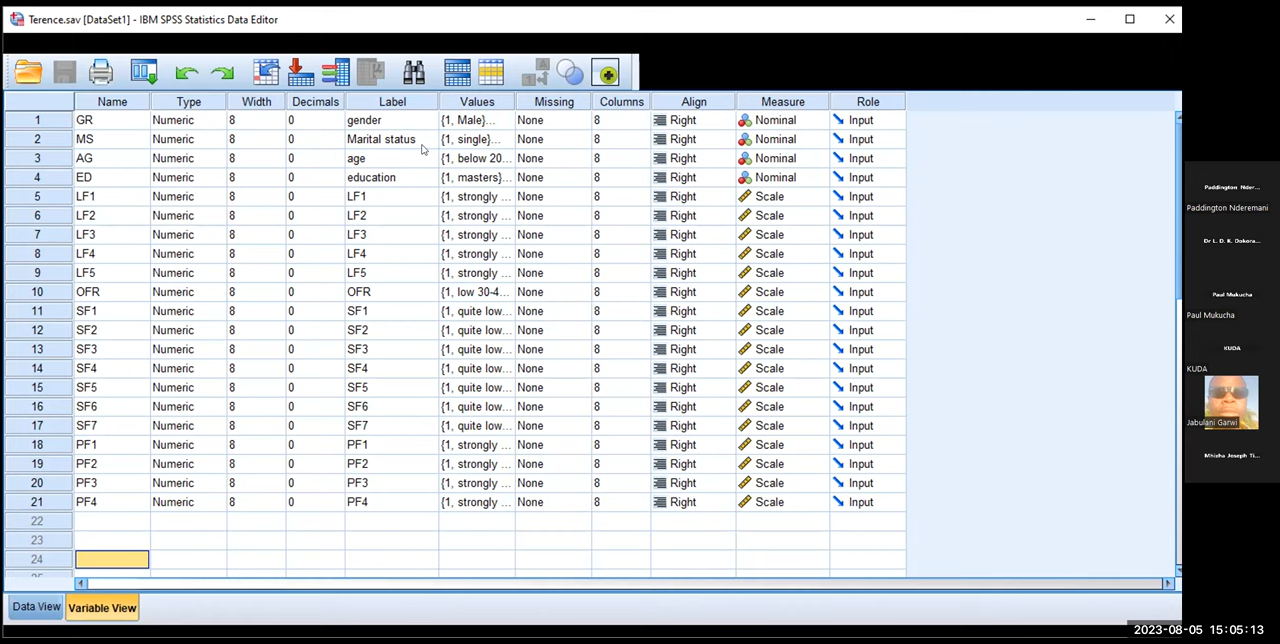 Terence.sav [DataSet1] - IBM SPSS Statistics Data Editor
Name Type Width Decimals Label Values Missing Columns Align Measure Role
1 GR Numeric 8 0 gender {1, Male}... None 8 Right Nominal Input
2 MS Numeric 8 0 Marital status {1, single}... None 8 Right Nominal Input
3 AG Numeric 8 0 age {1, below 20... None 8 Right Nominal Input
4 ED Numeric 8 0 education {1, masters}... None 8 Right Nominal Input
5 LF1 Numeric 8 0 LF1 {1, strongly ... None 8 Right Scale Input
6 LF2 Numeric 8 0 LF2 {1, strongly ... None 8 Right Scale Input
7 LF3 Numeric 8 0 LF3 {1, strongly ... None 8 Right Scale Input
8 LF4 Numeric 8 0 LF4 {1, strongly ... None 8 Right Scale Input
9 LF5 Numeric 8 0 LF5 {1, strongly ... None 8 Right Scale Input
10 OFR Numeric 8 0 OFR {1, low 30-4... None 8 Right Scale Input
11 SF1 Numeric 8 0 SF1 {1, quite low... None 8 Right Scale Input
12 SF2 Numeric 8 0 SF2 {1, quite low... None 8 Right Scale Input
13 SF3 Numeric 8 0 SF3 {1, quite low... None 8 Right Scale Input
14 SF4 Numeric 8 0 SF4 {1, quite low... None 8 Right Scale Input
15 SF5 Numeric 8 0 SF5 {1, quite low... None 8 Right Scale Input
16 SF6 Numeric 8 0 SF6 {1, quite low... None 8 Right Scale Input
17 SF7 Numeric 8 0 SF7 {1, quite low... None 8 Right Scale Input
18 PF1 Numeric 8 0 PF1 {1, strongly ... None 8 Right Scale Input
19 PF2 Numeric 8 0 PF2 {1, strongly ... None 8 Right Scale Input
20 PF3 Numeric 8 0 PF3 {1, strongly ... None 8 Right Scale Input
21 PF4 Numeric 8 0 PF4 {1, strongly ... None 8 Right Scale Input
22
23
24
Data View Variable View
Paddington Nder...
Paddington Nderemani
Dr L. D. K. Dokora...
Paul Mukucha
Paul Mukucha
KUDA
KUDA
Jabulani Garwi
Mhizha Joseph Ti...
2023-08-05 15:05:13